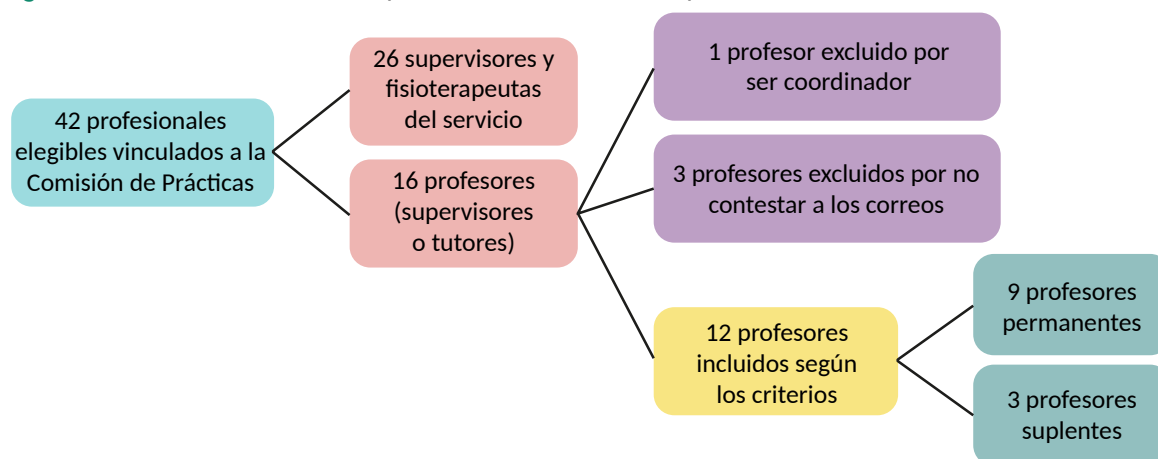 42 profesionales
elegibles vinculados a la
Comisión de Prácticas
26 supervisores y
fisioterapeutas
del servicio
16 profesores
(supervisores
o tutores)
1 profesor excluido por
ser coordinador
3 profesores excluidos por no
contestar a los correos
12 profesores
incluidos según
los criterios
9 profesores
permanentes
3 profesores
suplentes